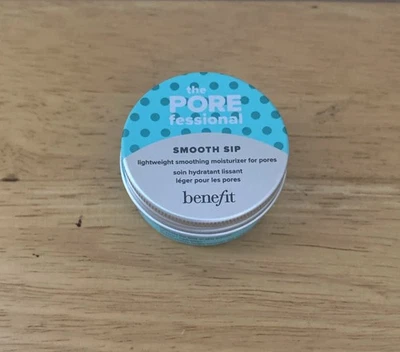 the
PORE
fessional
SMOOTH SIP
lightweight smoothing moisturizer for pores
soin hydratant lissant
léger pour les pores
benefit